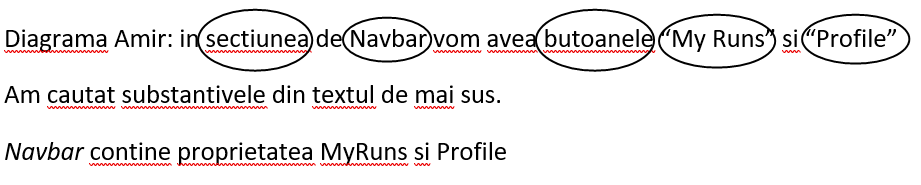 Diagrama Amir: in sectiunea de Navbar vom avea butoanele “My Runs” si “Profile”
Am cautat substantivele din textul de mai sus.
Navbar contine proprietatea MyRuns si Profile